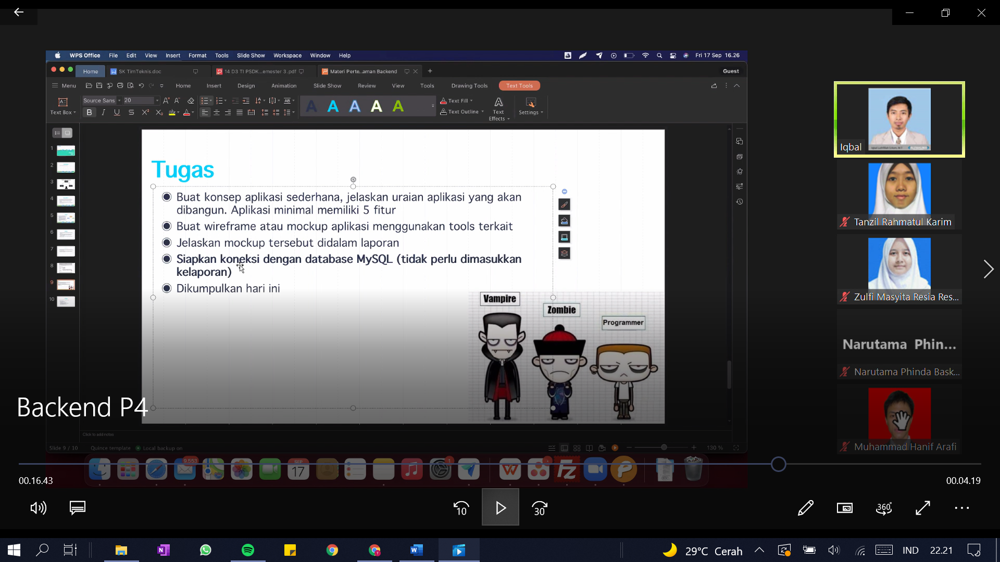 WPS Office File Edit View Insert Format Tools Slide Show Workspace Window Help Fri 17 Sep 16.26
Home SK TimTeknis.doc 14 D3 TI PSDK...emester 3.pdf Materi Perte...aman Backend + Guest
Menu Home Insert Design Animation Slide Show Review View Tools Drawing Tools Text Tools
Text Box Source Sans 20 B I U S X² X₂ A A A A A Text Fill Text Outline Text Effects Settings
1
2
3
4
5
6
7
8
9
10
Tugas
Buat konsep aplikasi sederhana, jelaskan uraian aplikasi yang akan
dibangun. Aplikasi minimal memiliki 5 fitur
Buat wireframe atau mockup aplikasi menggunakan tools terkait
Jelaskan mockup tersebut didalam laporan
Siapkan koneksi dengan database MySQL (tidak perlu dimasukkan
kelaporan)
Dikumpulkan hari ini
Vampire
Zombie
Programmer
Click to add notes
Slide 9 / 10 Quince template Local backup on 130 %
Iqbal
Tanzil Rahmatul Karim
Zulfi Masyita Resia Res...
Narutama Phin...
Narutama Phinda Bask...
Muhammad Hanif Arafi
Backend P4
9.553
SEP
17
1
00.16.43
00.04.19
10
30
360°
29°C Cerah
IND
22.21